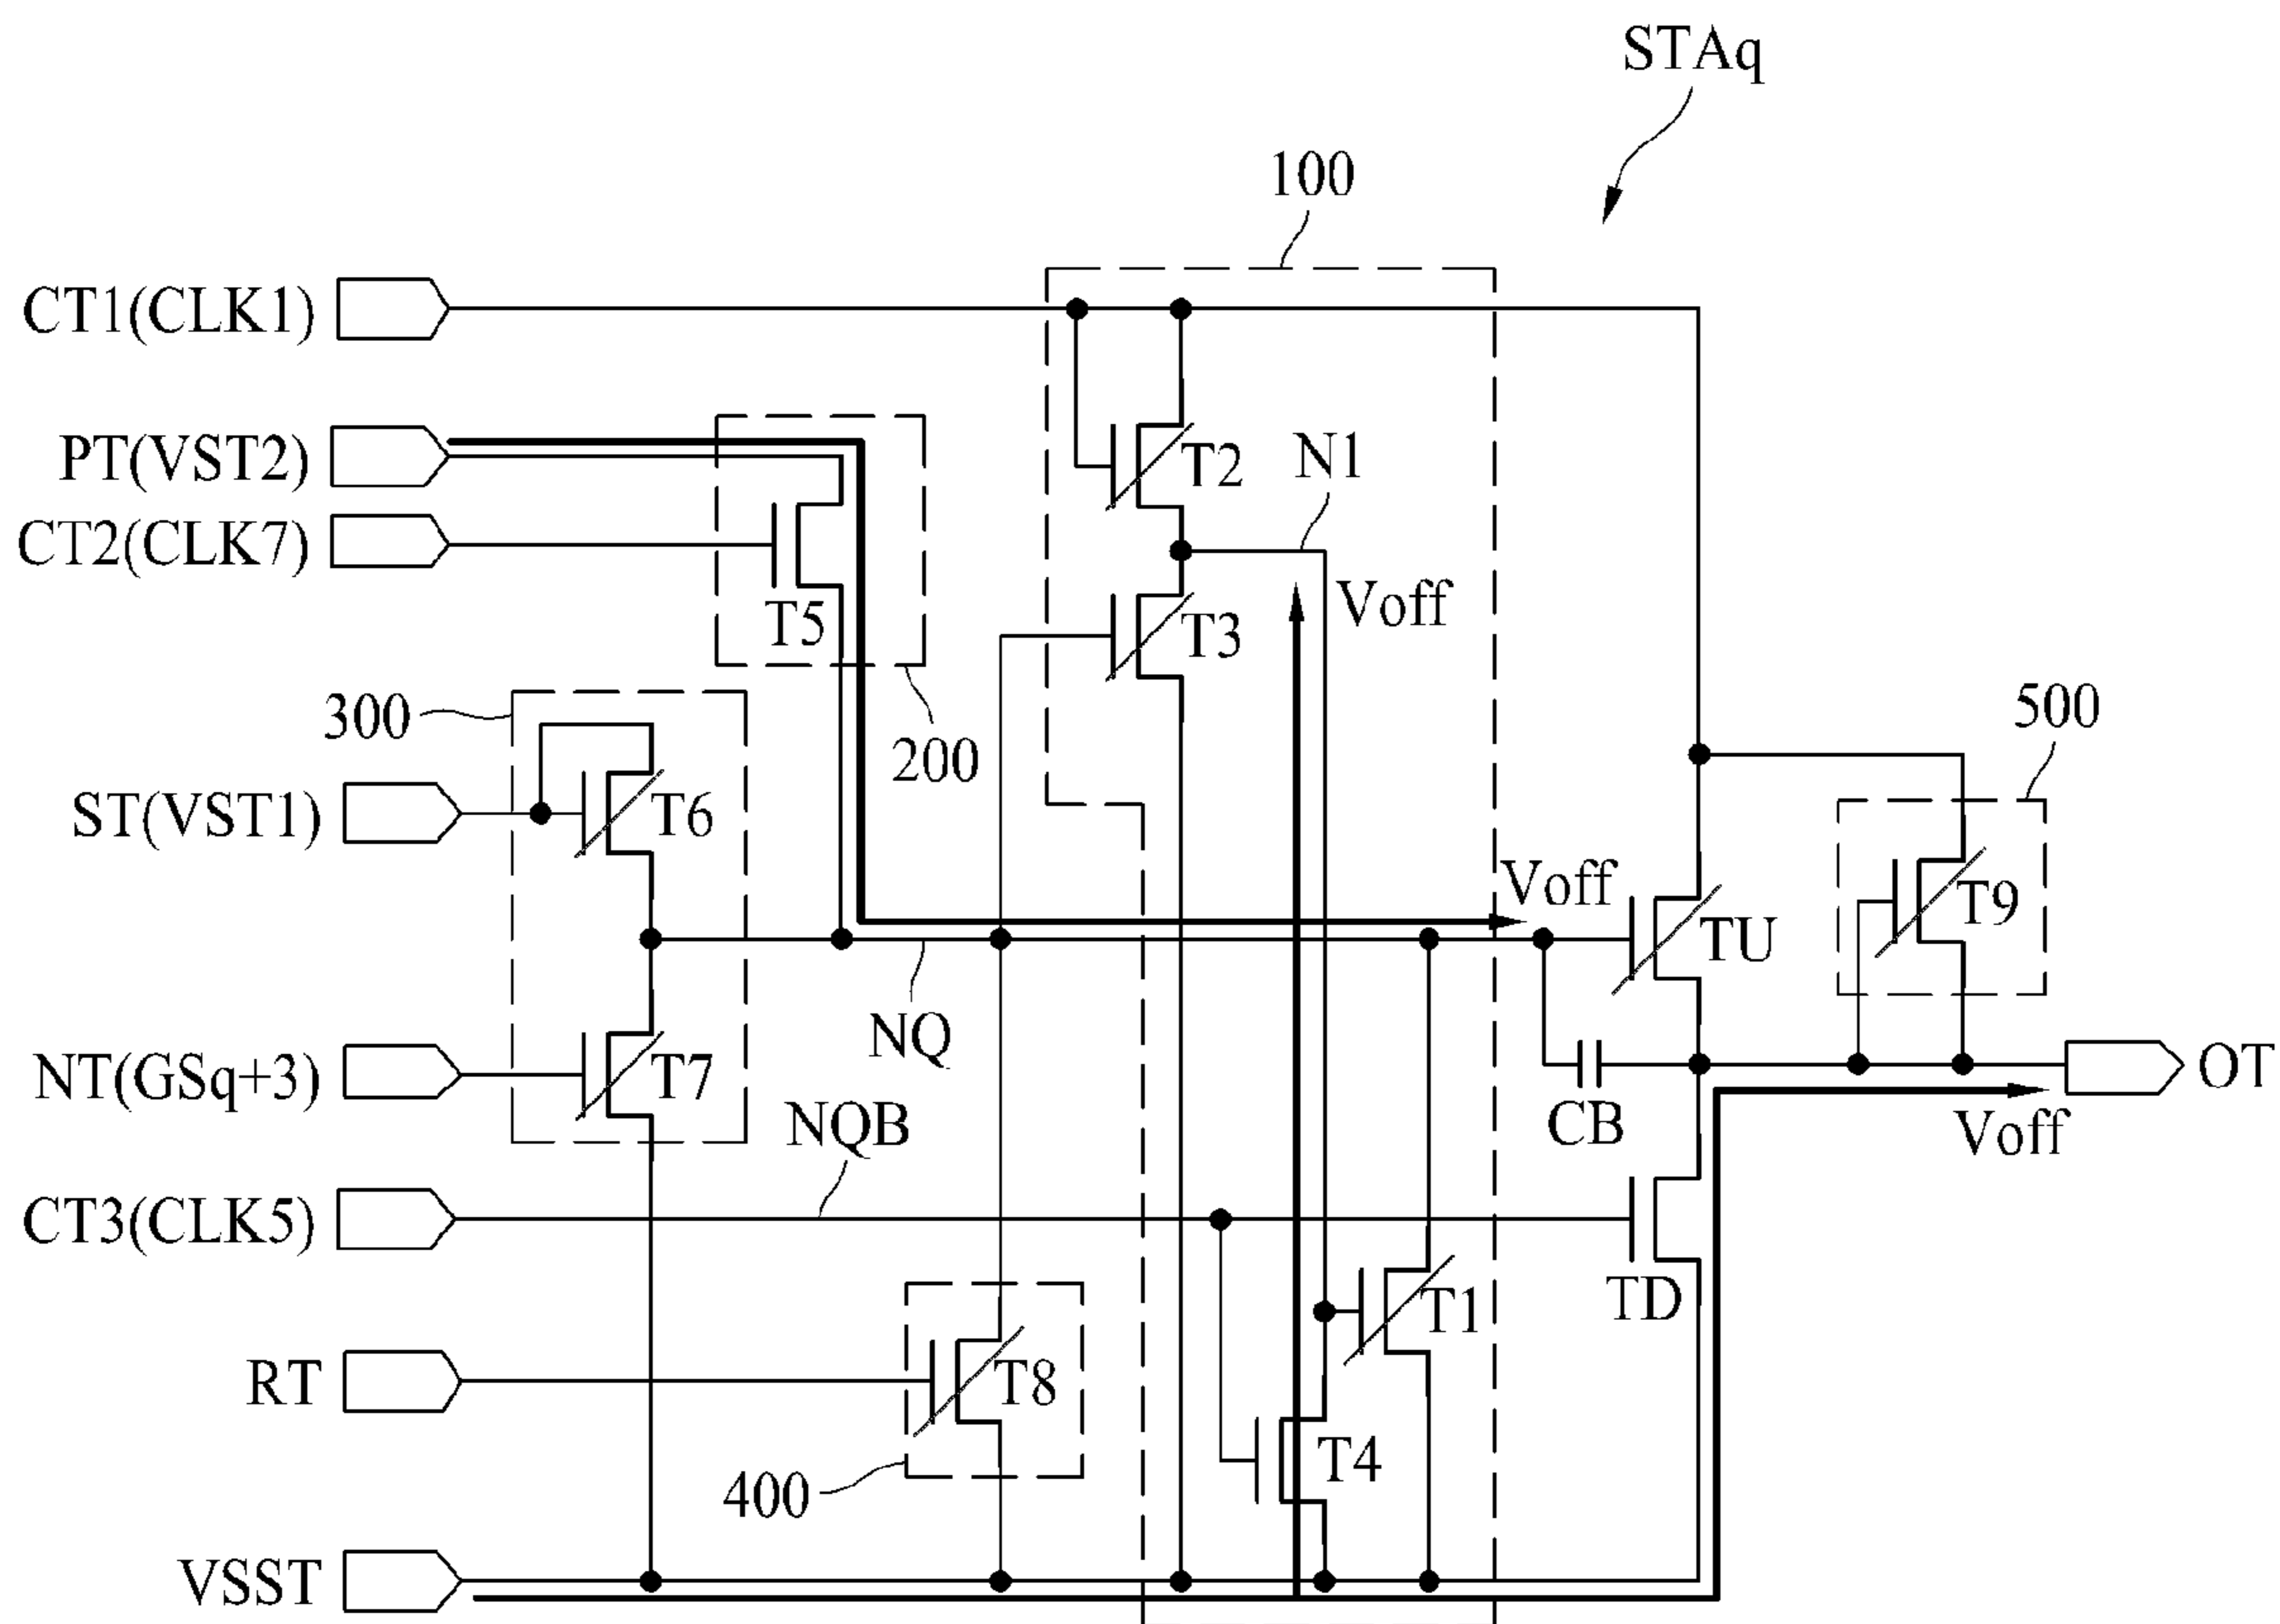 STAq
100
CT1(CLK1)
PT(VST2)
T2
N1
CT2(CLK7)
T5
T3
Voff
300
200
500
ST(VST1)
T6
Voff
T9
TU
NQ
NT(GSq+3)
T7
OT
NQB
CB
Voff
CT3(CLK5)
TD
T1
RT
T8
T4
400
VSST